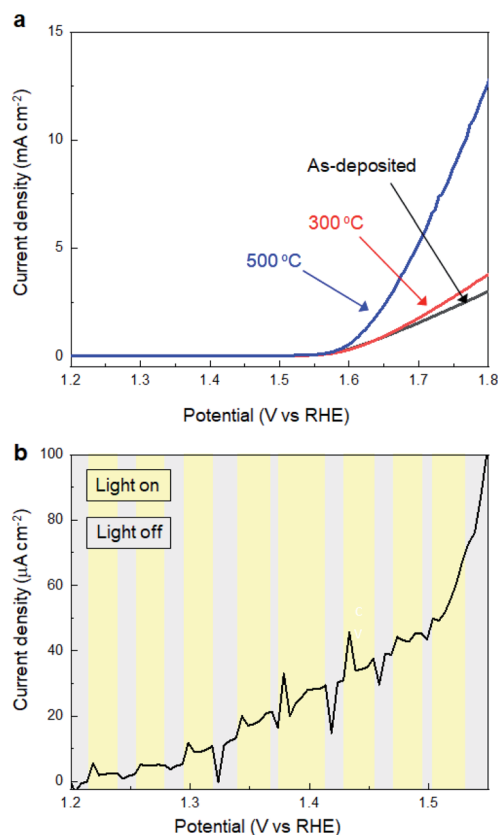 a
15
10
5
0
Current density (mA cm⁻²)
As-deposited
300 ºC
500 ºC
1.2 1.3 1.4 1.5 1.6 1.7 1.8
Potential (V vs RHE)
b
100
80
60
40
20
0
Current density (μA cm⁻²)
Light on
Light off
c
1.2 1.3 1.4 1.5
Potential (V vs RHE)